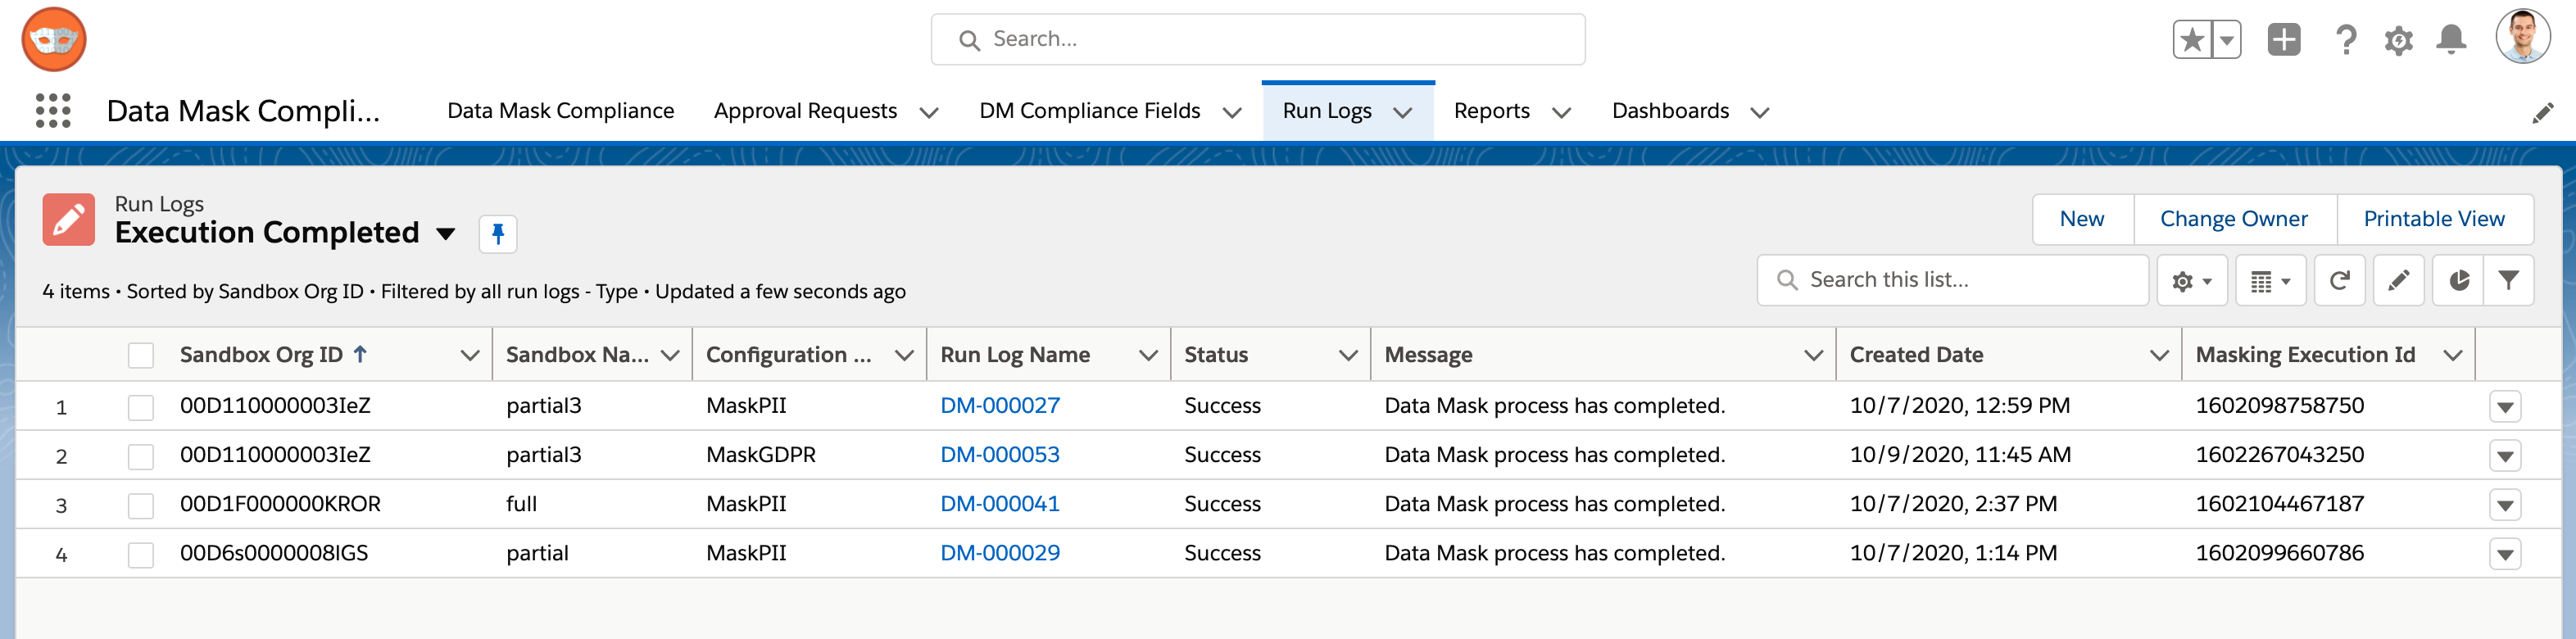 Search...
Data Mask Compli...
Data Mask Compliance
Approval Requests
DM Compliance Fields
Run Logs
Reports
Dashboards
Run Logs
Execution Completed
New
Change Owner
Printable View
4 items • Sorted by Sandbox Org ID • Filtered by all run logs - Type • Updated a few seconds ago
Search this list...
Sandbox Org ID Sandbox Na... Configuration ... Run Log Name Status Message Created Date Masking Execution Id
1 00D110000003IeZ partial3 MaskPII DM-000027 Success Data Mask process has completed. 10/7/2020, 12:59 PM 1602098758750
2 00D110000003IeZ partial3 MaskGDPR DM-000053 Success Data Mask process has completed. 10/9/2020, 11:45 AM 1602267043250
3 00D1F000000KROR full MaskPII DM-000041 Success Data Mask process has completed. 10/7/2020, 2:37 PM 1602104467187
4 00D6s0000008IGS partial MaskPII DM-000029 Success Data Mask process has completed. 10/7/2020, 1:14 PM 1602099660786